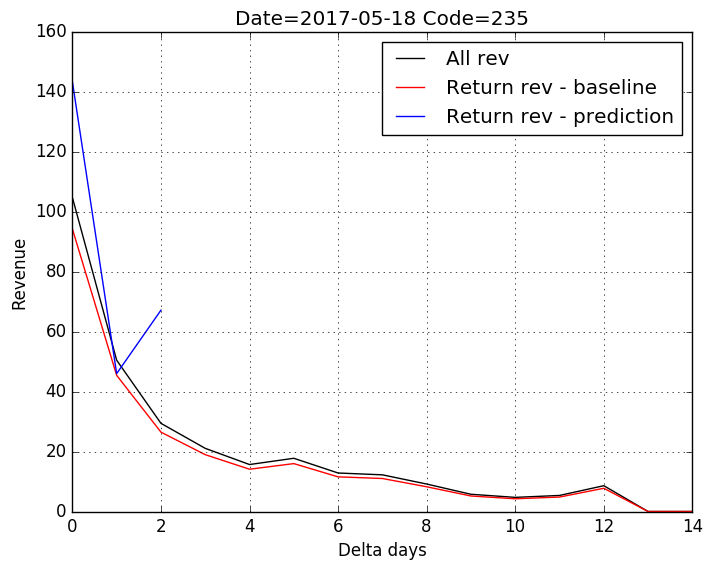 Date=2017-05-18 Code=235
160
140
120
100
80
60
40
20
0
Revenue
All rev
Return rev - baseline
Return rev - prediction
0 2 4 6 8 10 12 14
Delta days